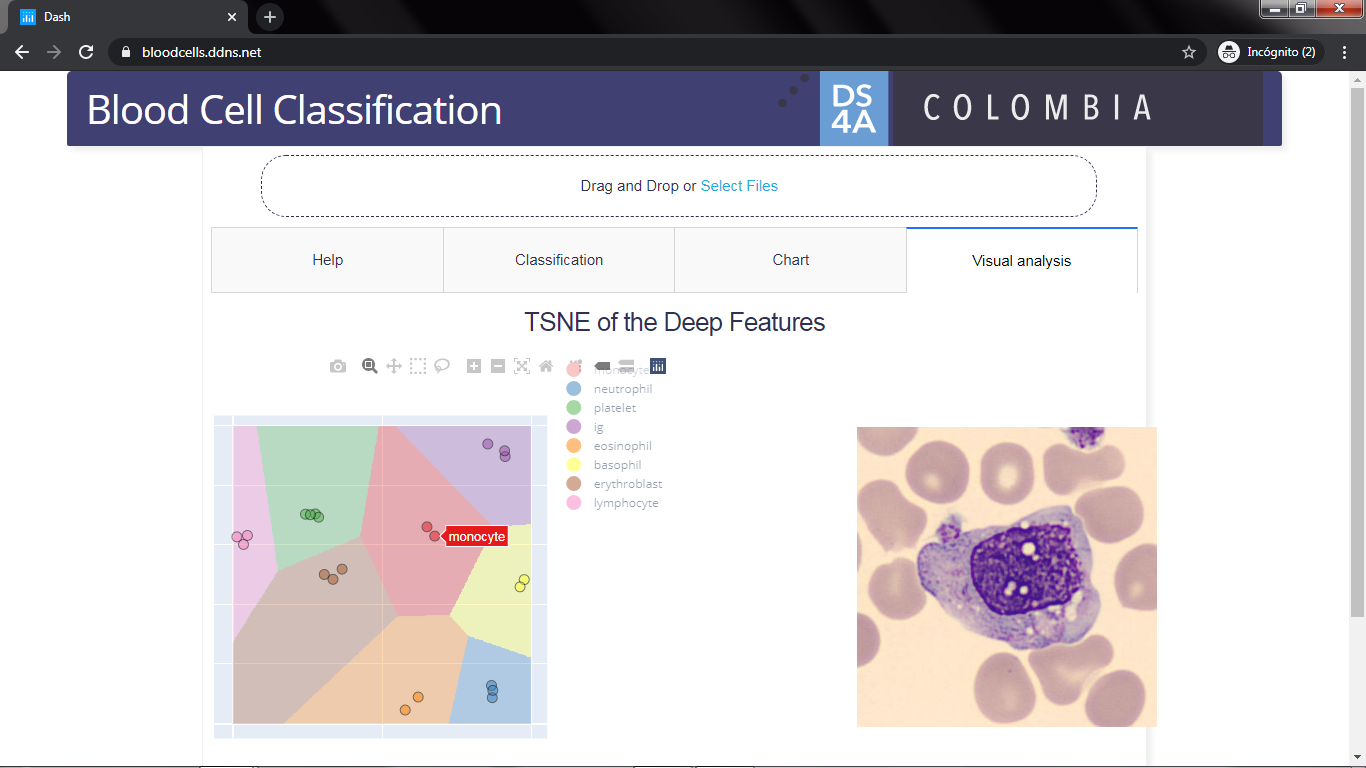 Dash
bloodcells.ddns.net
Incógnito (2)
Blood Cell Classification
DS
4A
COLOMBIA
Drag and Drop or Select Files
Help
Classification
Chart
Visual analysis
TSNE of the Deep Features
monocyte
neutrophil
platelet
ig
eosinophil
basophil
erythroblast
lymphocyte
monocyte